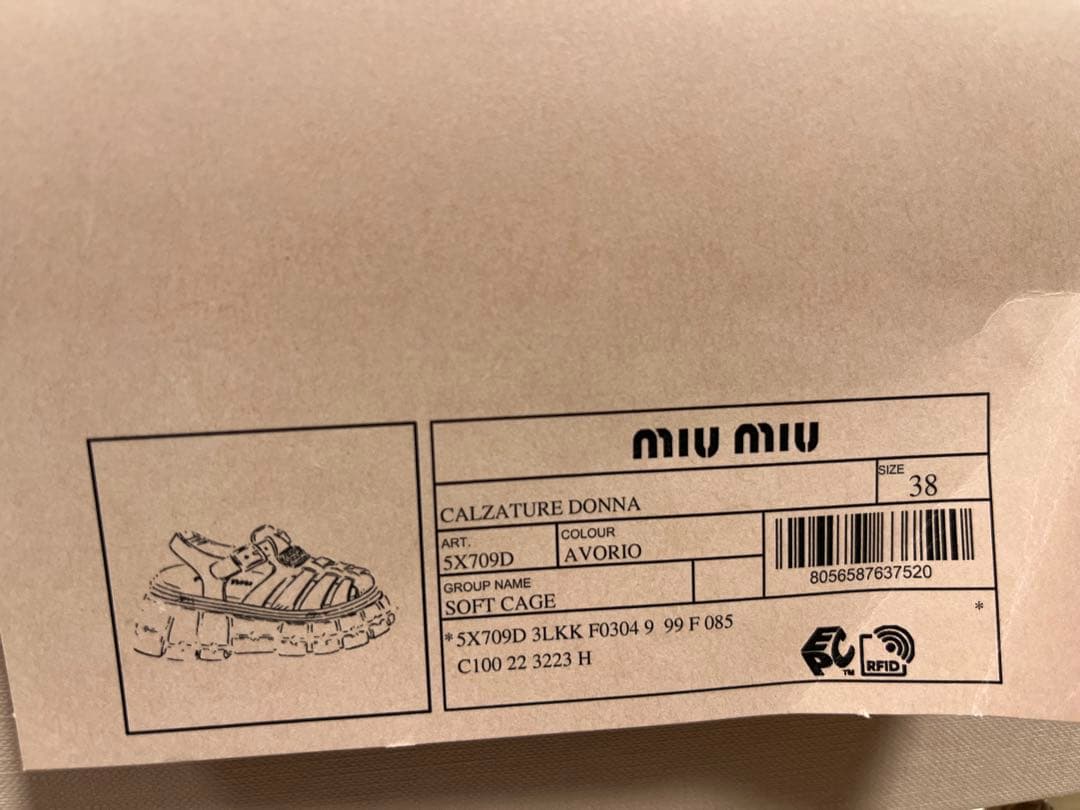 MIU MIU
CALZATURE DONNA
SIZE
38
ART.
5X709D
COLOUR
AVORIO
GROUP NAME
SOFT CAGE
8056587637520
*5X709D 3LKK F0304 9 99 F 085 *
C100 22 3223 H
EPC™
RFID